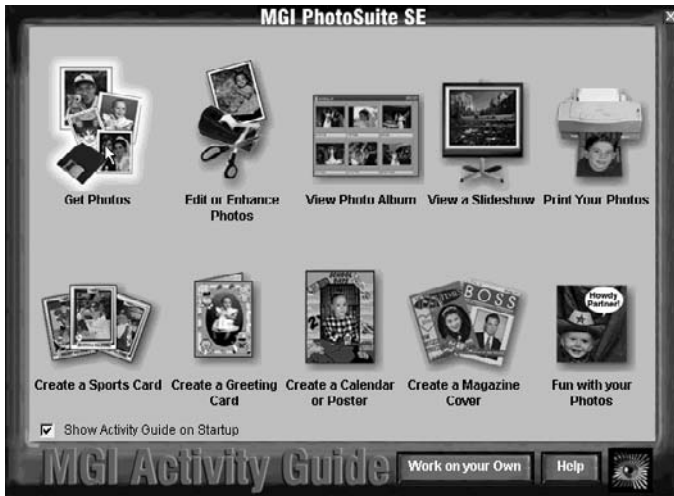 MGI PhotoSuite SE
Get Photos
Edit or Enhance
Photos
View Photo Album
View a Slideshow
Print Your Photos
SCHOOL
DAYS
BOSS
Howdy
Partner!
Create a Sports Card
Create a Greeting
Card
Create a Calendar
or Poster
Create a Magazine
Cover
Fun with your
Photos
Show Activity Guide on Startup
MGI Activity Guide
Work on your Own
Help